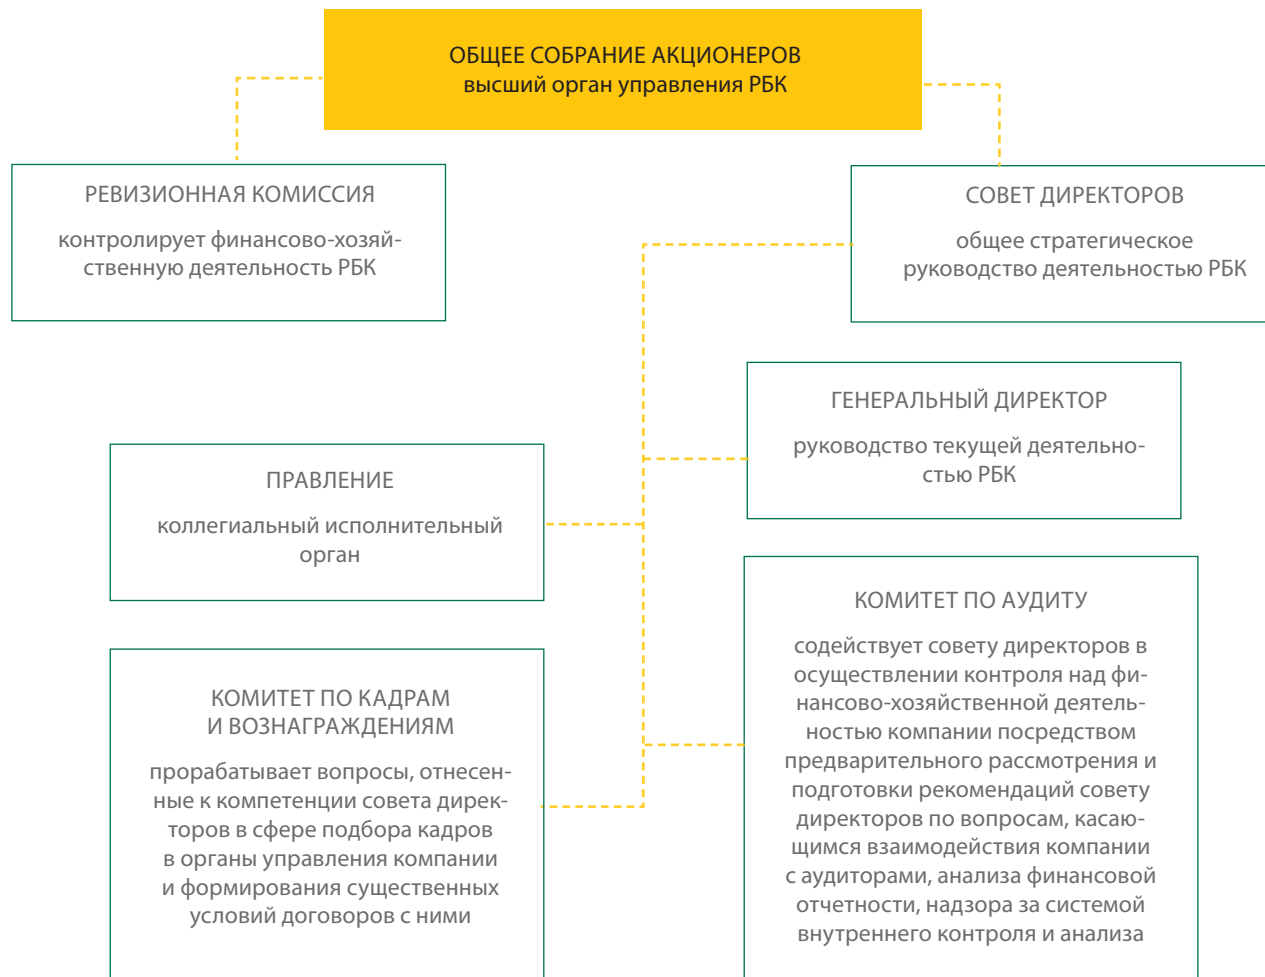 ОБЩЕЕ СОБРАНИЕ АКЦИОНЕРОВ
высший орган управления РБК
РЕВИЗИОННАЯ КОМИССИЯ
контролирует финансово-хозяй-
ственную деятельность РБК
СОВЕТ ДИРЕКТОРОВ
общее стратегическое
руководство деятельностью РБК
ГЕНЕРАЛЬНЫЙ ДИРЕКТОР
руководство текущей деятельно-
стью РБК
ПРАВЛЕНИЕ
коллегиальный исполнительный
орган
КОМИТЕТ ПО АУДИТУ
содействует совету директоров в
осуществлении контроля над фи-
нансово-хозяйственной деятель-
ностью компании посредством
предварительного рассмотрения и
подготовки рекомендаций совету
директоров по вопросам, касаю-
щимся взаимодействия компании
с аудиторами, анализа финансовой
отчетности, надзора за системой
внутреннего контроля и анализа
КОМИТЕТ ПО КАДРАМ
И ВОЗНАГРАЖДЕНИЯМ
прорабатывает вопросы, отнесен-
ные к компетенции совета дирек-
торов в сфере подбора кадров
в органы управления компании
и формирования существенных
условий договоров с ними